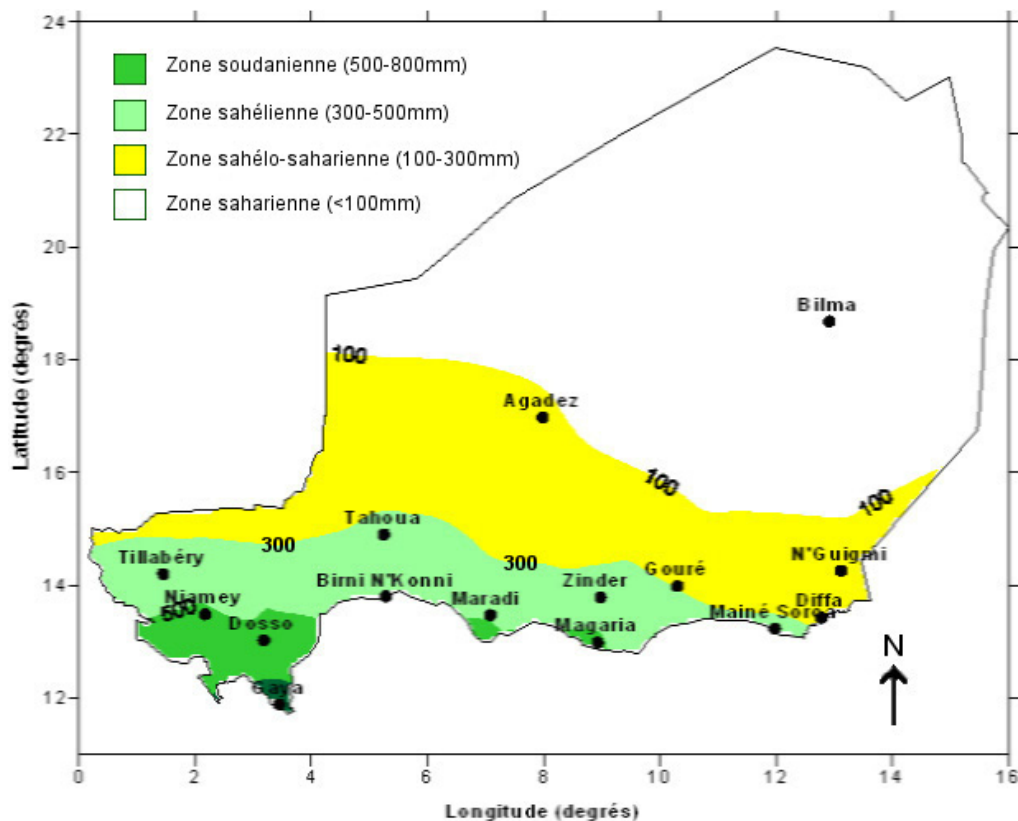 24
22
20
18
16
14
12
Latitude (degrés)
Zone soudanienne (500-800mm)
Zone sahélienne (300-500mm)
Zone sahélo-saharienne (100-300mm)
Zone saharienne (<100mm)
Bilma
100
Agadez
100
100
Tahoua
300
300
Tillabéry
Birni N'Konni
Zinder
Gouré
N'Guigmi
Niamey
500
Maradi
Mainé Soroa
Diffa
Dosso
Magaria
Gaya
N
0 2 4 6 8 10 12 14 16
Longitude (degrés)